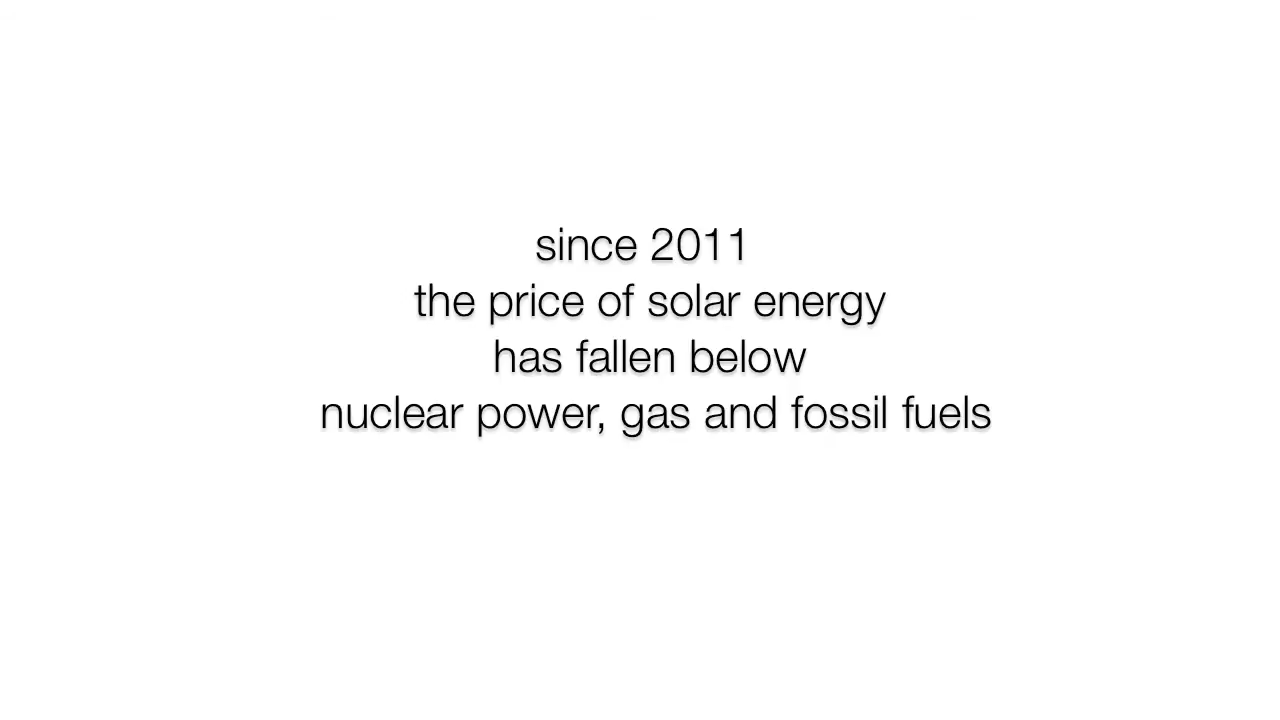 since 2011
the price of solar energy
has fallen below
nuclear power, gas and fossil fuels